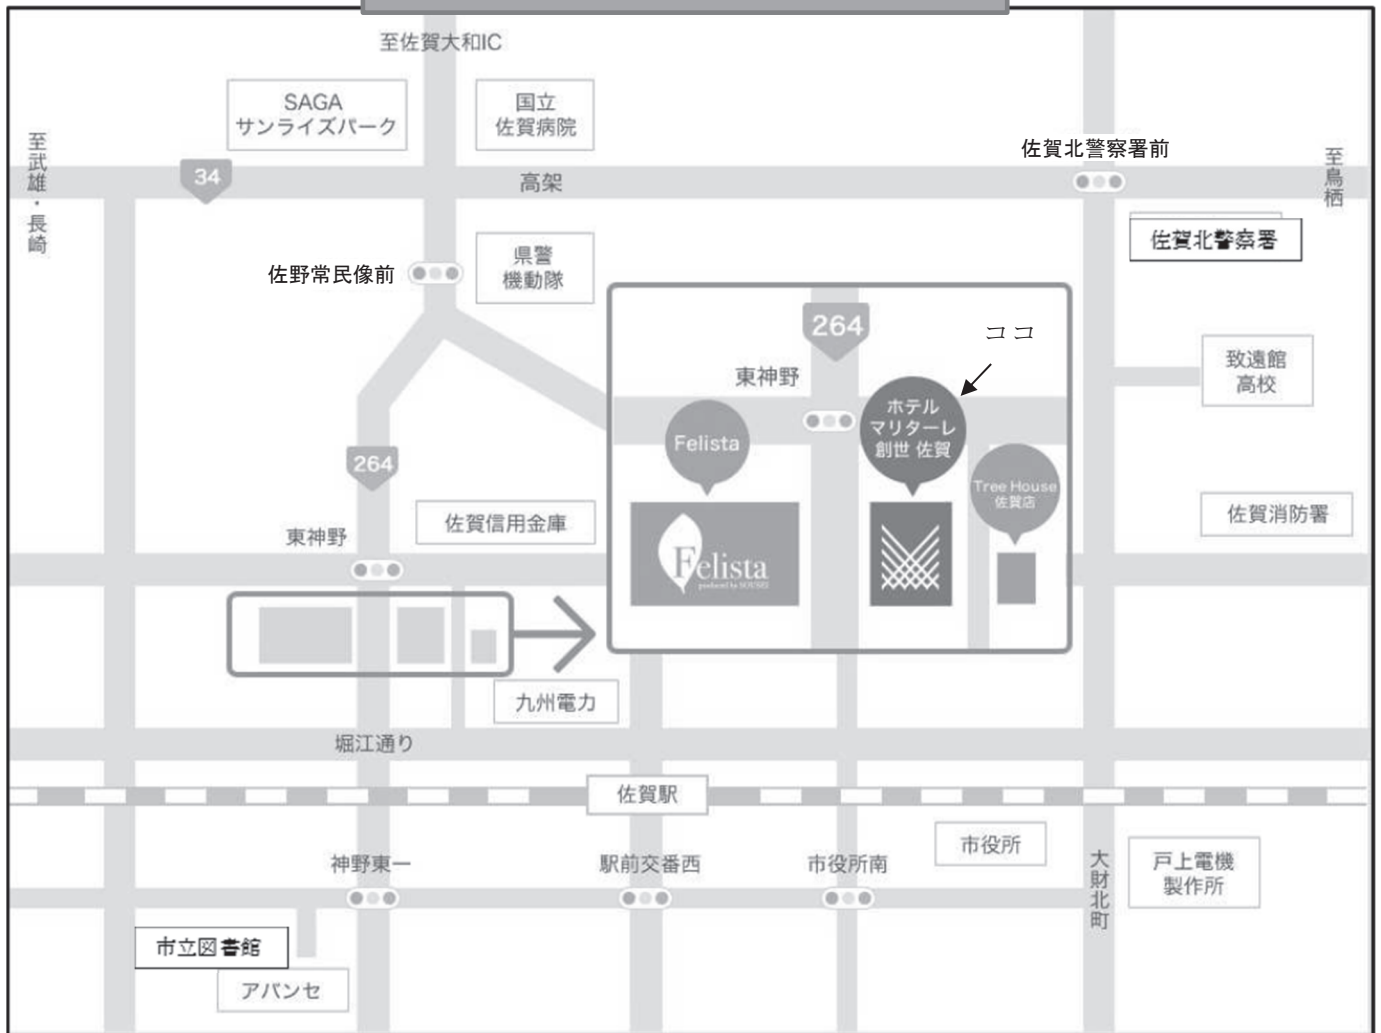 至佐賀大和IC
SAGA
サンライズパーク
国立
佐賀病院
至武雄・長崎
34
高架
佐賀北警察署前
至鳥栖
佐賀北警察署
佐野常民像前
県警
機動隊
264
ココ
東神野
ホテル
マリターレ
創世 佐賀
Felista
Tree House
佐賀店
Felista
produced by SOUSEI
致遠館
高校
264
佐賀信用金庫
佐賀消防署
東神野
九州電力
堀江通り
佐賀駅
神野東一
駅前交番西
市役所南
市役所
大財北町
戸上電機
製作所
市立図書館
アバンセ